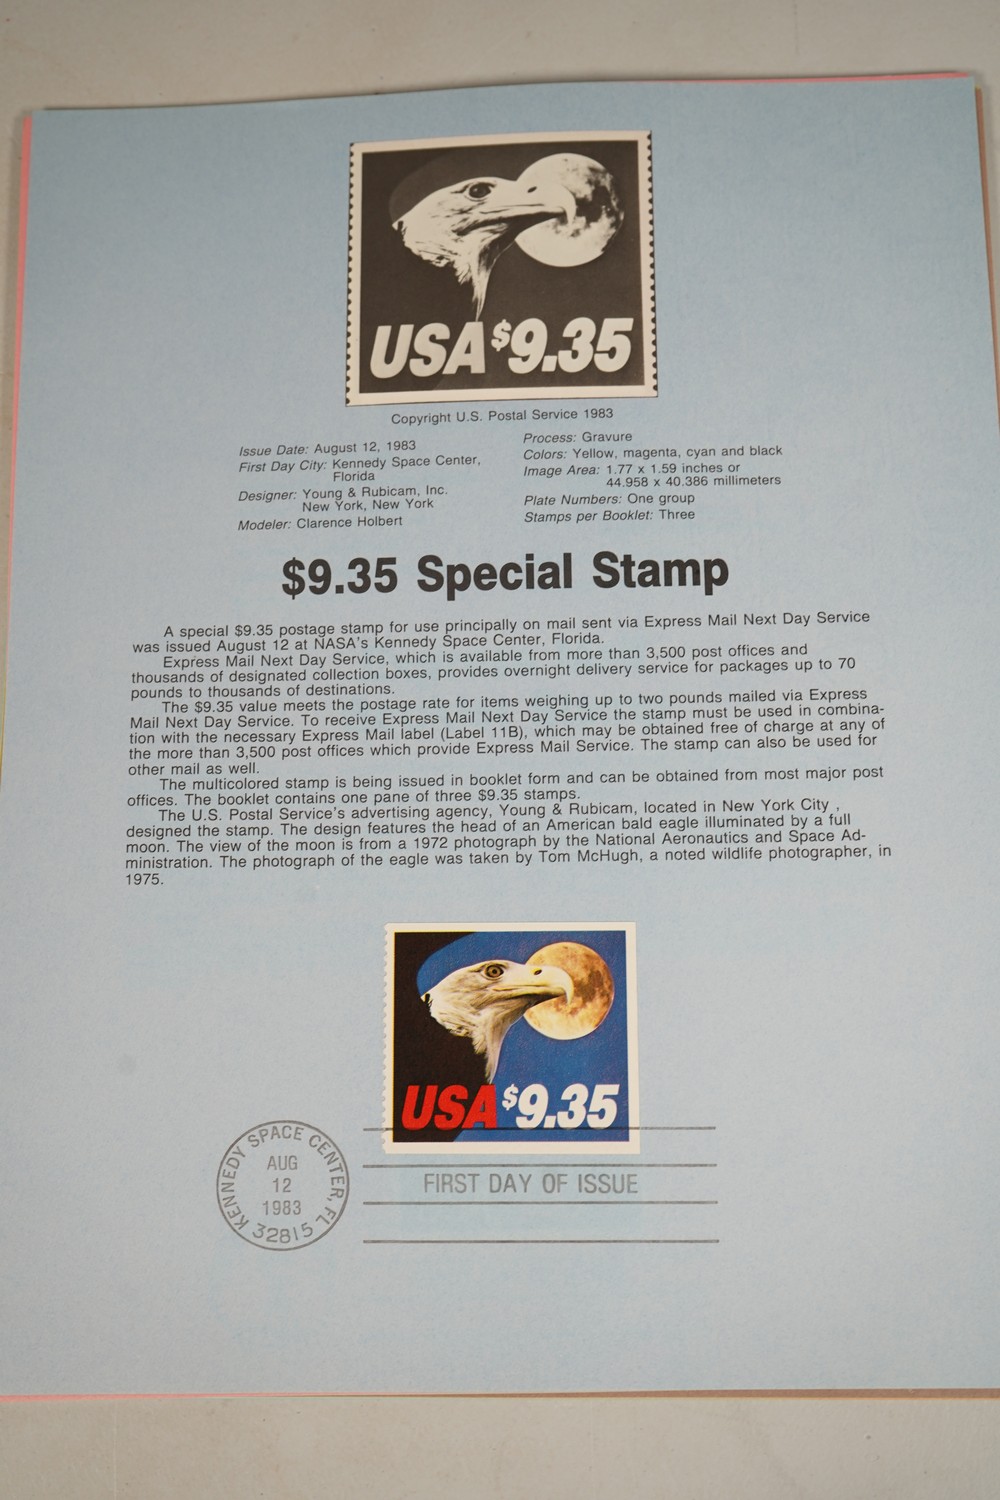 USA $9.35
Copyright U.S. Postal Service 1983
Issue Date: August 12, 1983
First Day City: Kennedy Space Center,
Florida
Designer: Young & Rubicam, Inc.
New York, New York
Modeler: Clarence Holbert
Process: Gravure
Colors: Yellow, magenta, cyan and black
Image Area: 1.77 x 1.59 inches or
44.958 x 40.386 millimeters
Plate Numbers: One group
Stamps per Booklet: Three
$9.35 Special Stamp
A special $9.35 postage stamp for use principally on mail sent via Express Mail Next Day Service
was issued August 12 at NASA's Kennedy Space Center, Florida.
Express Mail Next Day Service, which is available from more than 3,500 post offices and
thousands of designated collection boxes, provides overnight delivery service for packages up to 70
pounds to thousands of destinations.
The $9.35 value meets the postage rate for items weighing up to two pounds mailed via Express
Mail Next Day Service. To receive Express Mail Next Day Service the stamp must be used in combina-
tion with the necessary Express Mail label (Label 11B), which may be obtained free of charge at any of
the more than 3,500 post offices which provide Express Mail Service. The stamp can also be used for
other mail as well.
The multicolored stamp is being issued in booklet form and can be obtained from most major post
offices. The booklet contains one pane of three $9.35 stamps.
The U.S. Postal Service's advertising agency, Young & Rubicam, located in New York City ,
designed the stamp. The design features the head of an American bald eagle illuminated by a full
moon. The view of the moon is from a 1972 photograph by the National Aeronautics and Space Ad-
ministration. The photograph of the eagle was taken by Tom McHugh, a noted wildlife photographer, in
1975.
USA $9.35
KENNEDY SPACE CENTER, FL
AUG
12
1983
32815
FIRST DAY OF ISSUE